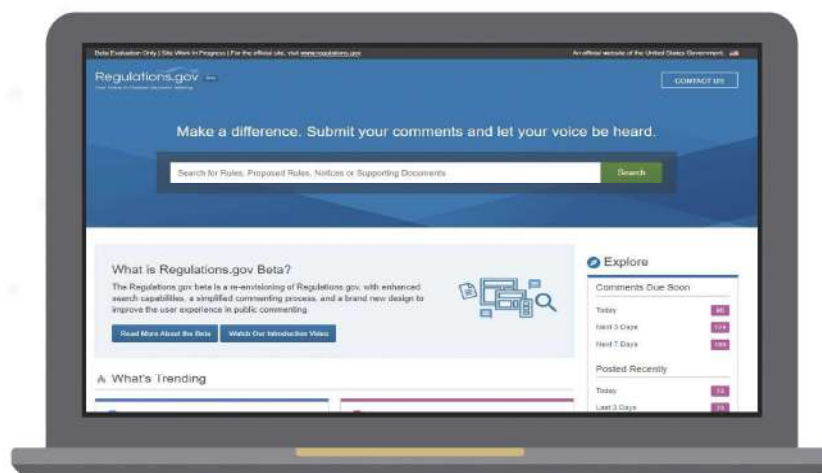 Beta Evaluation Only | Site Work in Progress | For the official site, visit www.regulations.gov
An official website of the United States Government
Regulations.gov Beta
CONTACT US
Make a difference. Submit your comments and let your voice be heard.
Search for Rules, Proposed Rules, Notices or Supporting Documents
Search
What is Regulations.gov Beta?
The Regulations.gov beta is a re-envisioning of Regulations.gov, with enhanced
search capabilities, a simplified commenting process, and a brand new design to
improve the user experience in public commenting.
Read More About the Beta
Watch Our Introduction Video
What's Trending
Explore
Comments Due Soon
Today
Next 3 Days
Next 7 Days
Posted Recently
Today
Last 3 Days